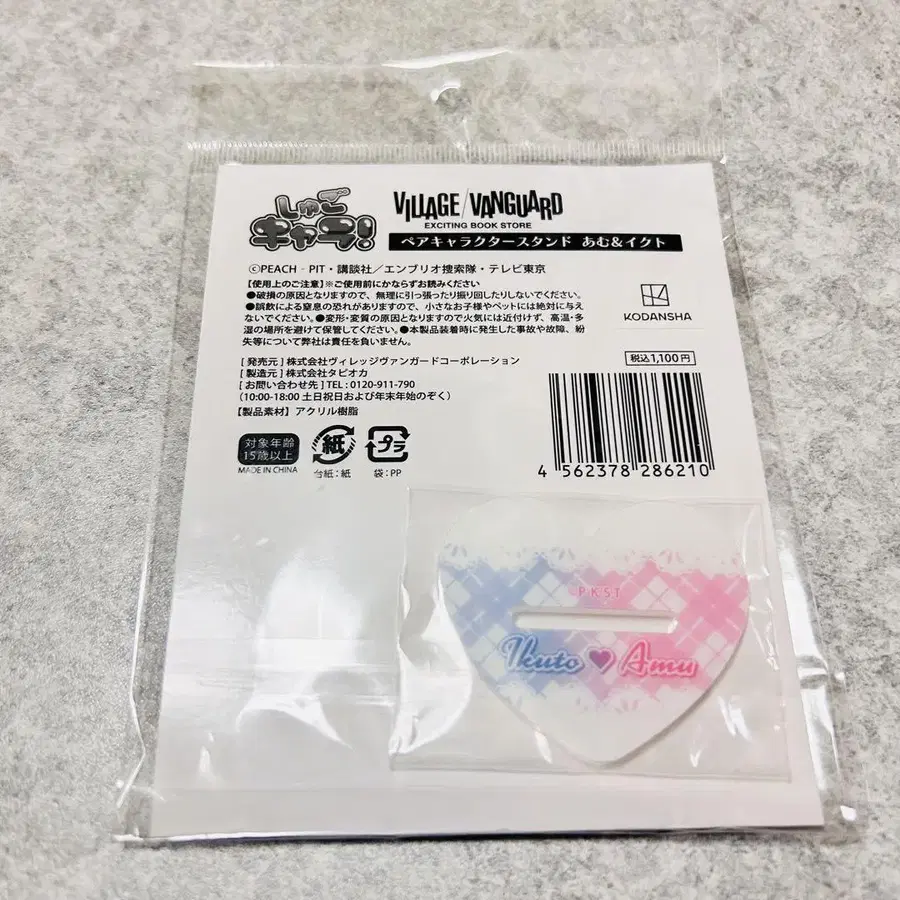 しゅご
キャラ!
VILLAGE/VANGUARD
EXCITING BOOK STORE
ペアキャラクタースタンド あむ&イクト
©PEACH‐PIT・講談社/エンブリオ捜索隊・テレビ東京
【使用上のご注意】※ご使用前にかならずお読みください
●破損の原因となりますので、無理に引っ張ったり振り回したりしないでください。
●誤飲による窒息の恐れがありますので、小さなお子様やペットには絶対に与え
ないでください。●変形・変質の原因となりますので火気には近付けず、高温・多
湿の場所を避けて保管してください。●本製品装着時に発生した事故や故障、紛
失等について弊社は責任を負いません。
KODANSHA
[ 発売元 ] 株式会社ヴィレッジヴァンガードコーポレーション
[ 製造元 ] 株式会社タピオカ
[ お問い合わせ先 ] TEL : 0120-911-790
(10:00-18:00 土日祝日および年末年始のぞく)
【製品素材】 アクリル樹脂
税込1,100円
対象年齢
15歳以上
MADE IN CHINA
紙
台紙:紙
プラ
袋:PP
4 562378 286210
©P.K.S.T
Ikuto ♥ Amu